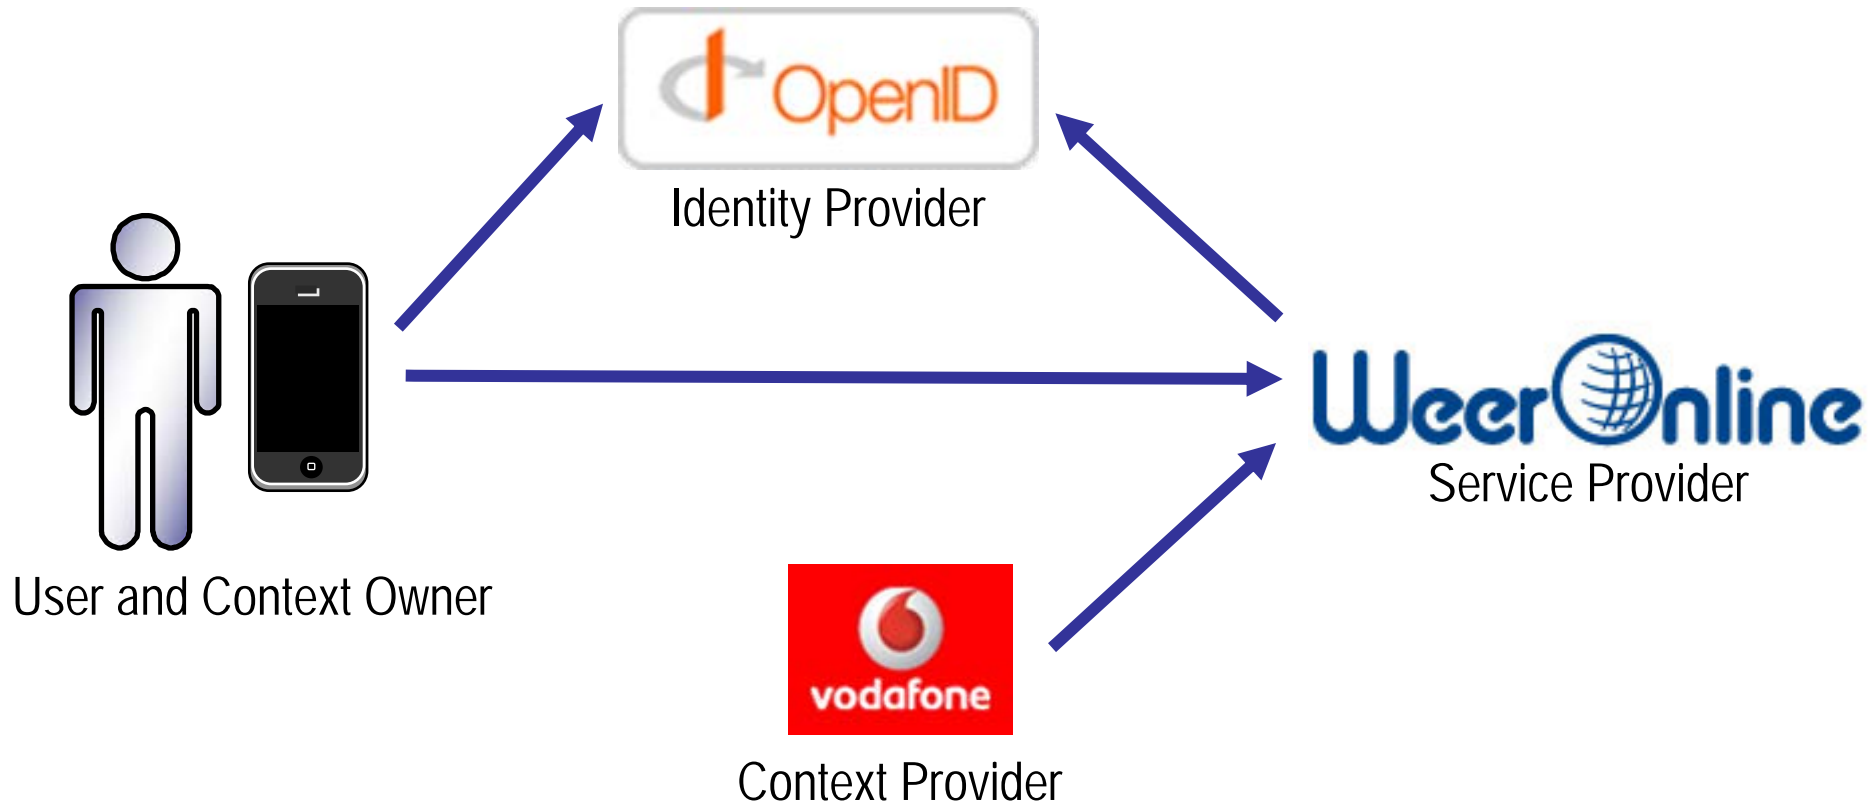 OpenID
Identity Provider
WeerOnline
Service Provider
User and Context Owner
vodafone
Context Provider